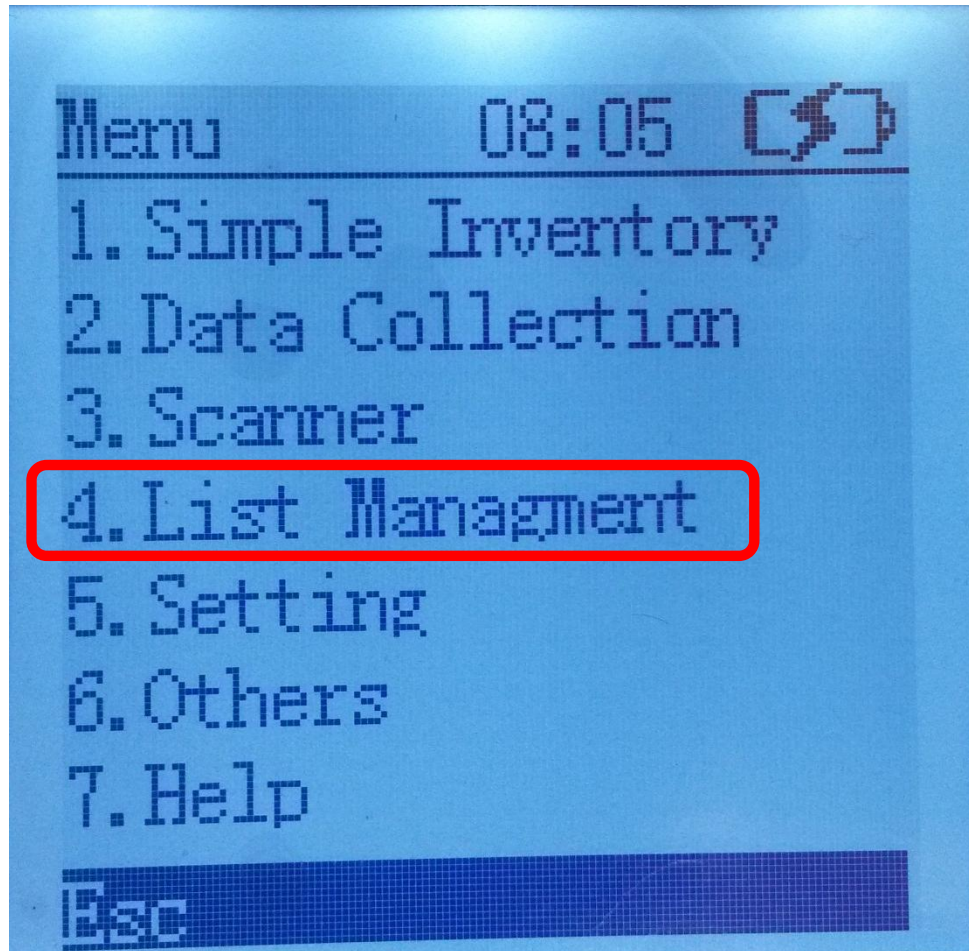 Menu 08:05
1.Simple Inventory
2.Data Collection
3.Scanner
4.List Managment
5.Setting
6.Others
7.Help
Esc